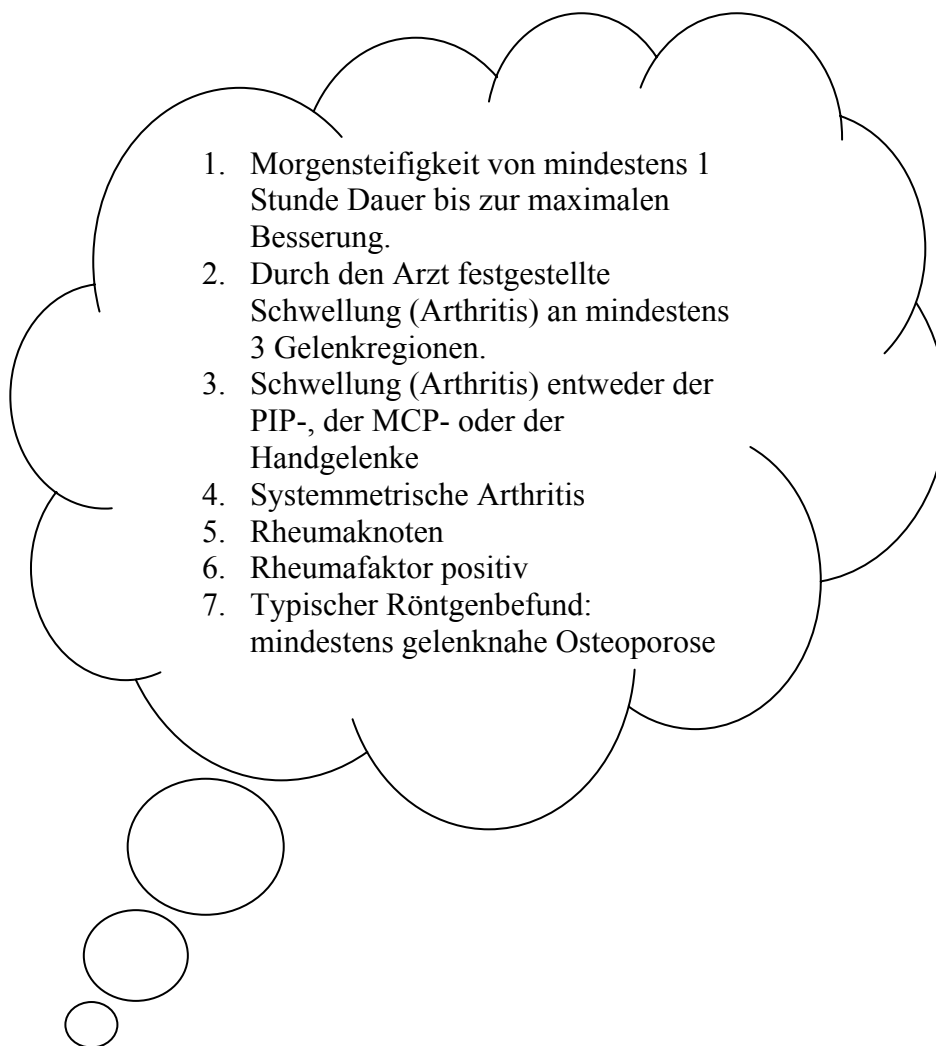 1. Morgensteifigkeit von mindestens 1
Stunde Dauer bis zur maximalen
Besserung.
2. Durch den Arzt festgestellte
Schwellung (Arthritis) an mindestens
3 Gelenkregionen.
3. Schwellung (Arthritis) entweder der
PIP-, der MCP- oder der
Handgelenke
4. Systemmetrische Arthritis
5. Rheumaknoten
6. Rheumafaktor positiv
7. Typischer Röntgenbefund:
mindestens gelenknahe Osteoporose